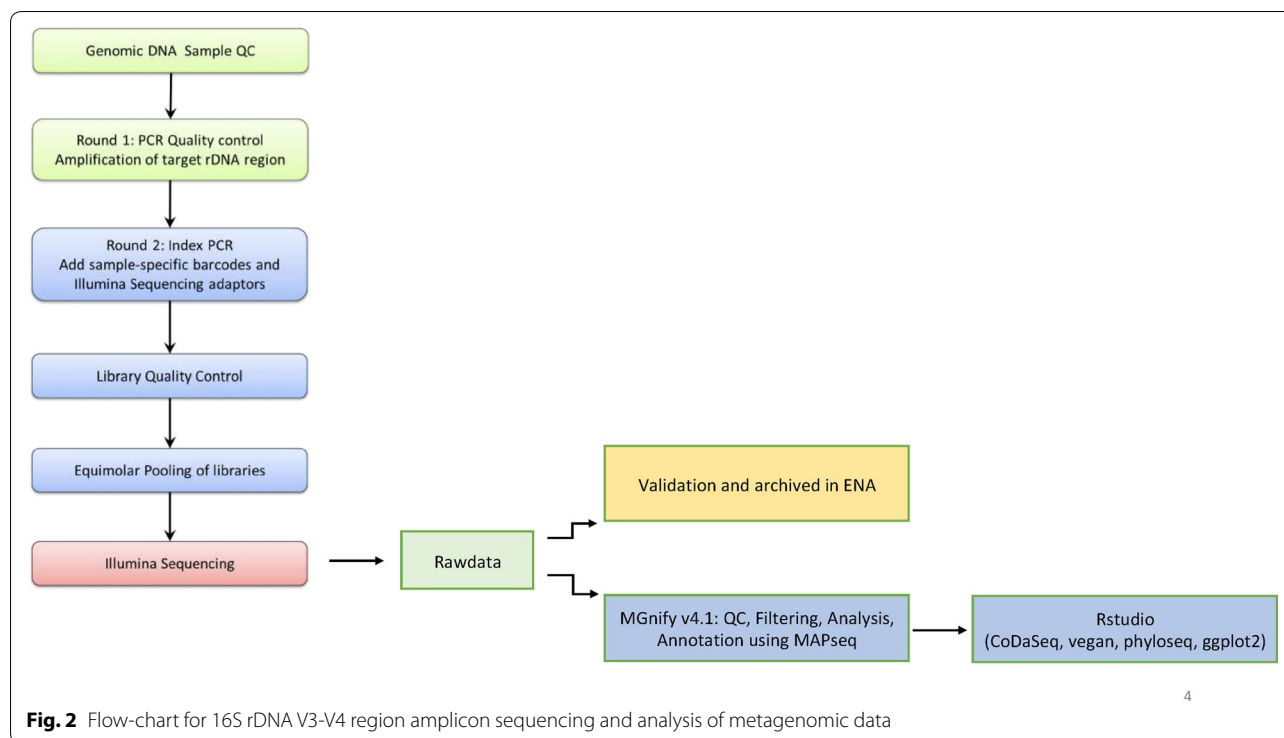 Genomic DNA Sample QC
Round 1: PCR Quality control
Amplification of target rDNA region
Round 2: Index PCR
Add sample-specific barcodes and
Illumina Sequencing adaptors
Library Quality Control
Equimolar Pooling of libraries
Illumina Sequencing
Rawdata
Validation and archived in ENA
MGnify v4.1: QC, Filtering, Analysis,
Annotation using MAPseq
Rstudio
(CoDaSeq, vegan, phyloseq, ggplot2)
4
Fig. 2 Flow-chart for 16S rDNA V3-V4 region amplicon sequencing and analysis of metagenomic data